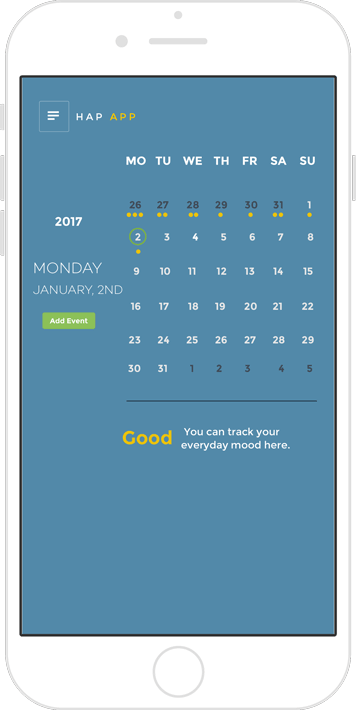 HAP APP
MO TU WE TH FR SA SU
26 27 28 29 30 31 1
2017
2 3 4 5 6 7 8
MONDAY
9 10 11 12 13 14 15
JANUARY, 2ND
16 17 18 19 20 21 22
Add Event
23 24 25 26 27 28 29
30 31 1 2 3 4 5
Good
You can track your
everyday mood here.